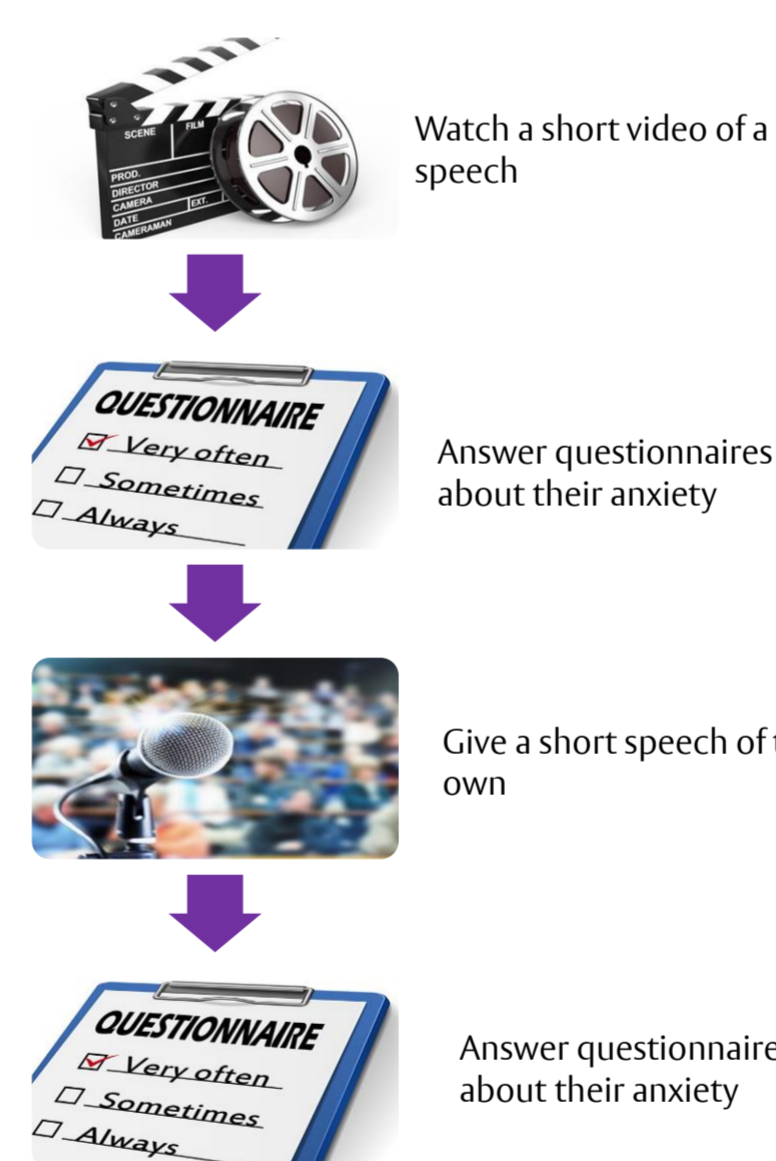 SCENE
FILM
PROD.
DIRECTOR
CAMERA
EXT.
DATE
CAMERAMAN
Watch a short video of a
speech
QUESTIONNAIRE
Very often
Sometimes
Always
Answer questionnaires
about their anxiety
Give a short speech of
own
QUESTIONNAIRE
Very often
Sometimes
Always
Answer questionnaire
about their anxiety